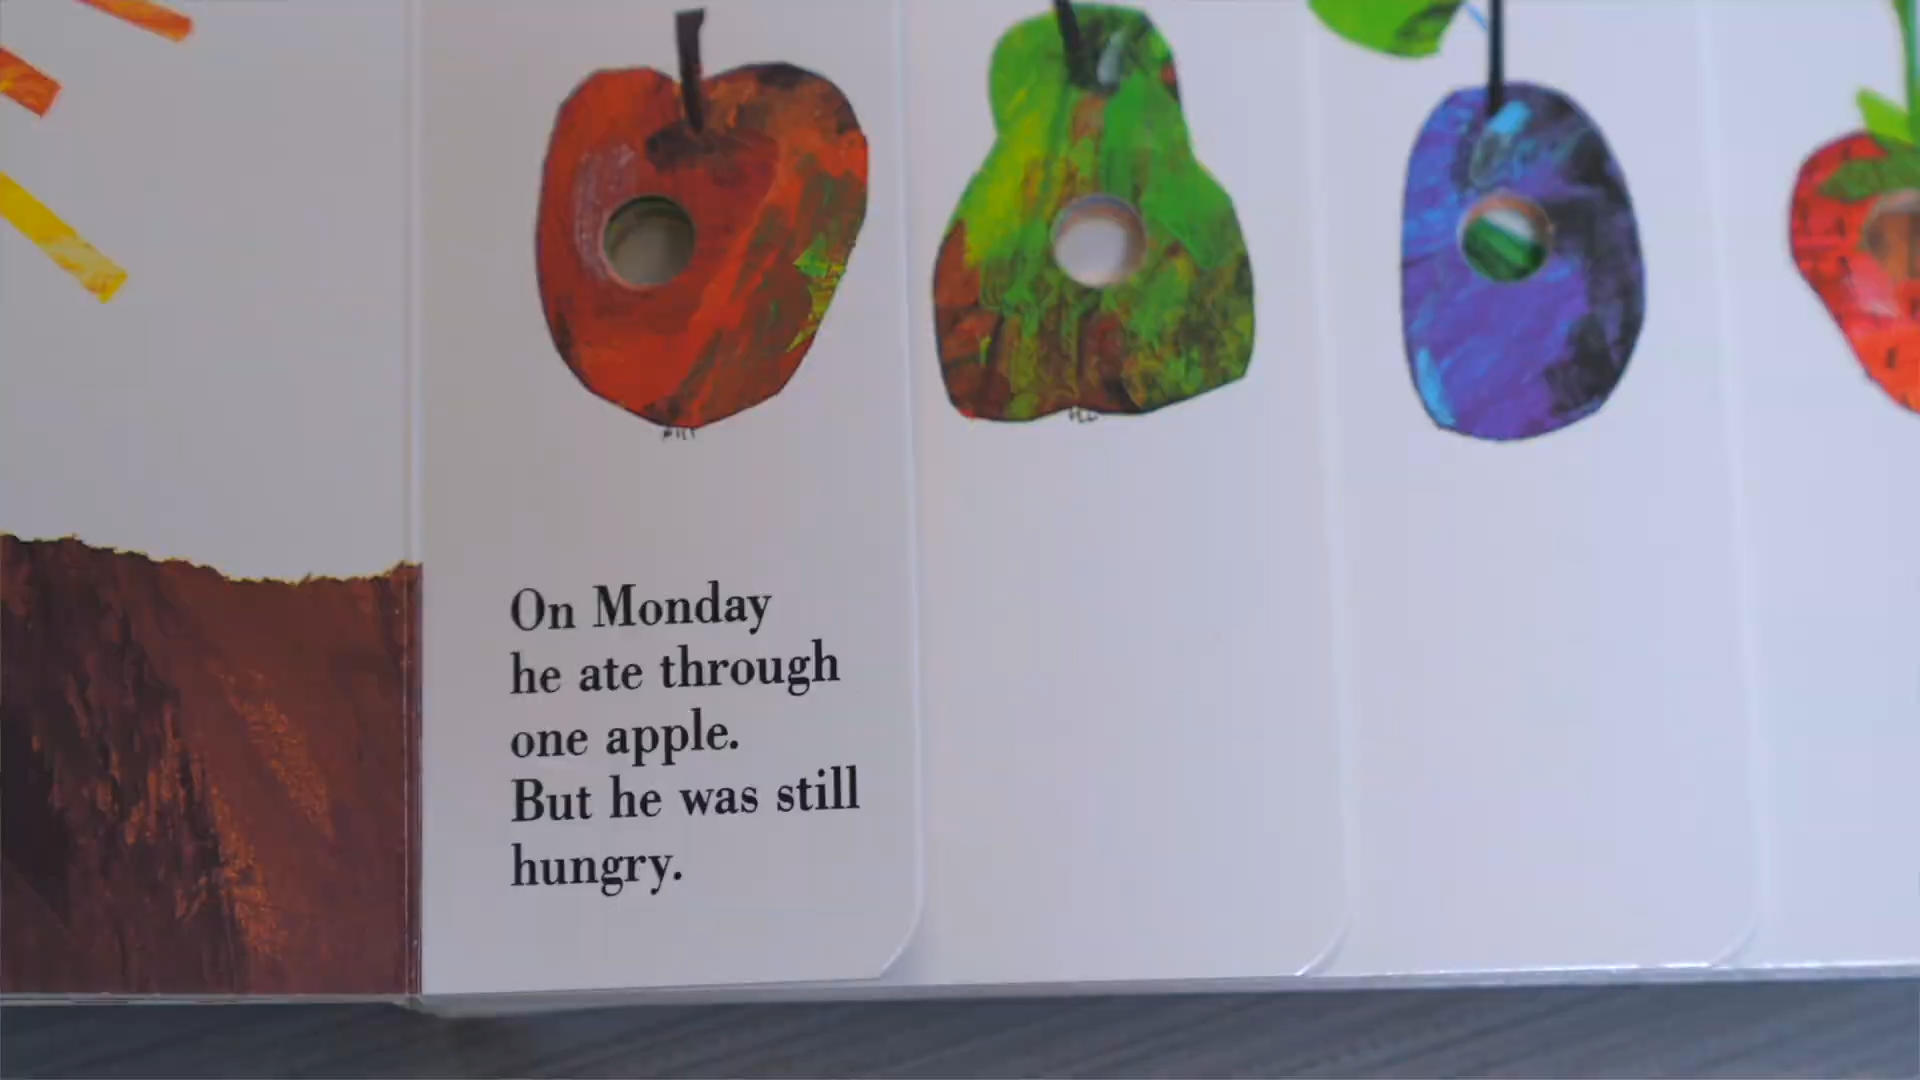 On Monday
he ate through
one apple.
But he was still
hungry.